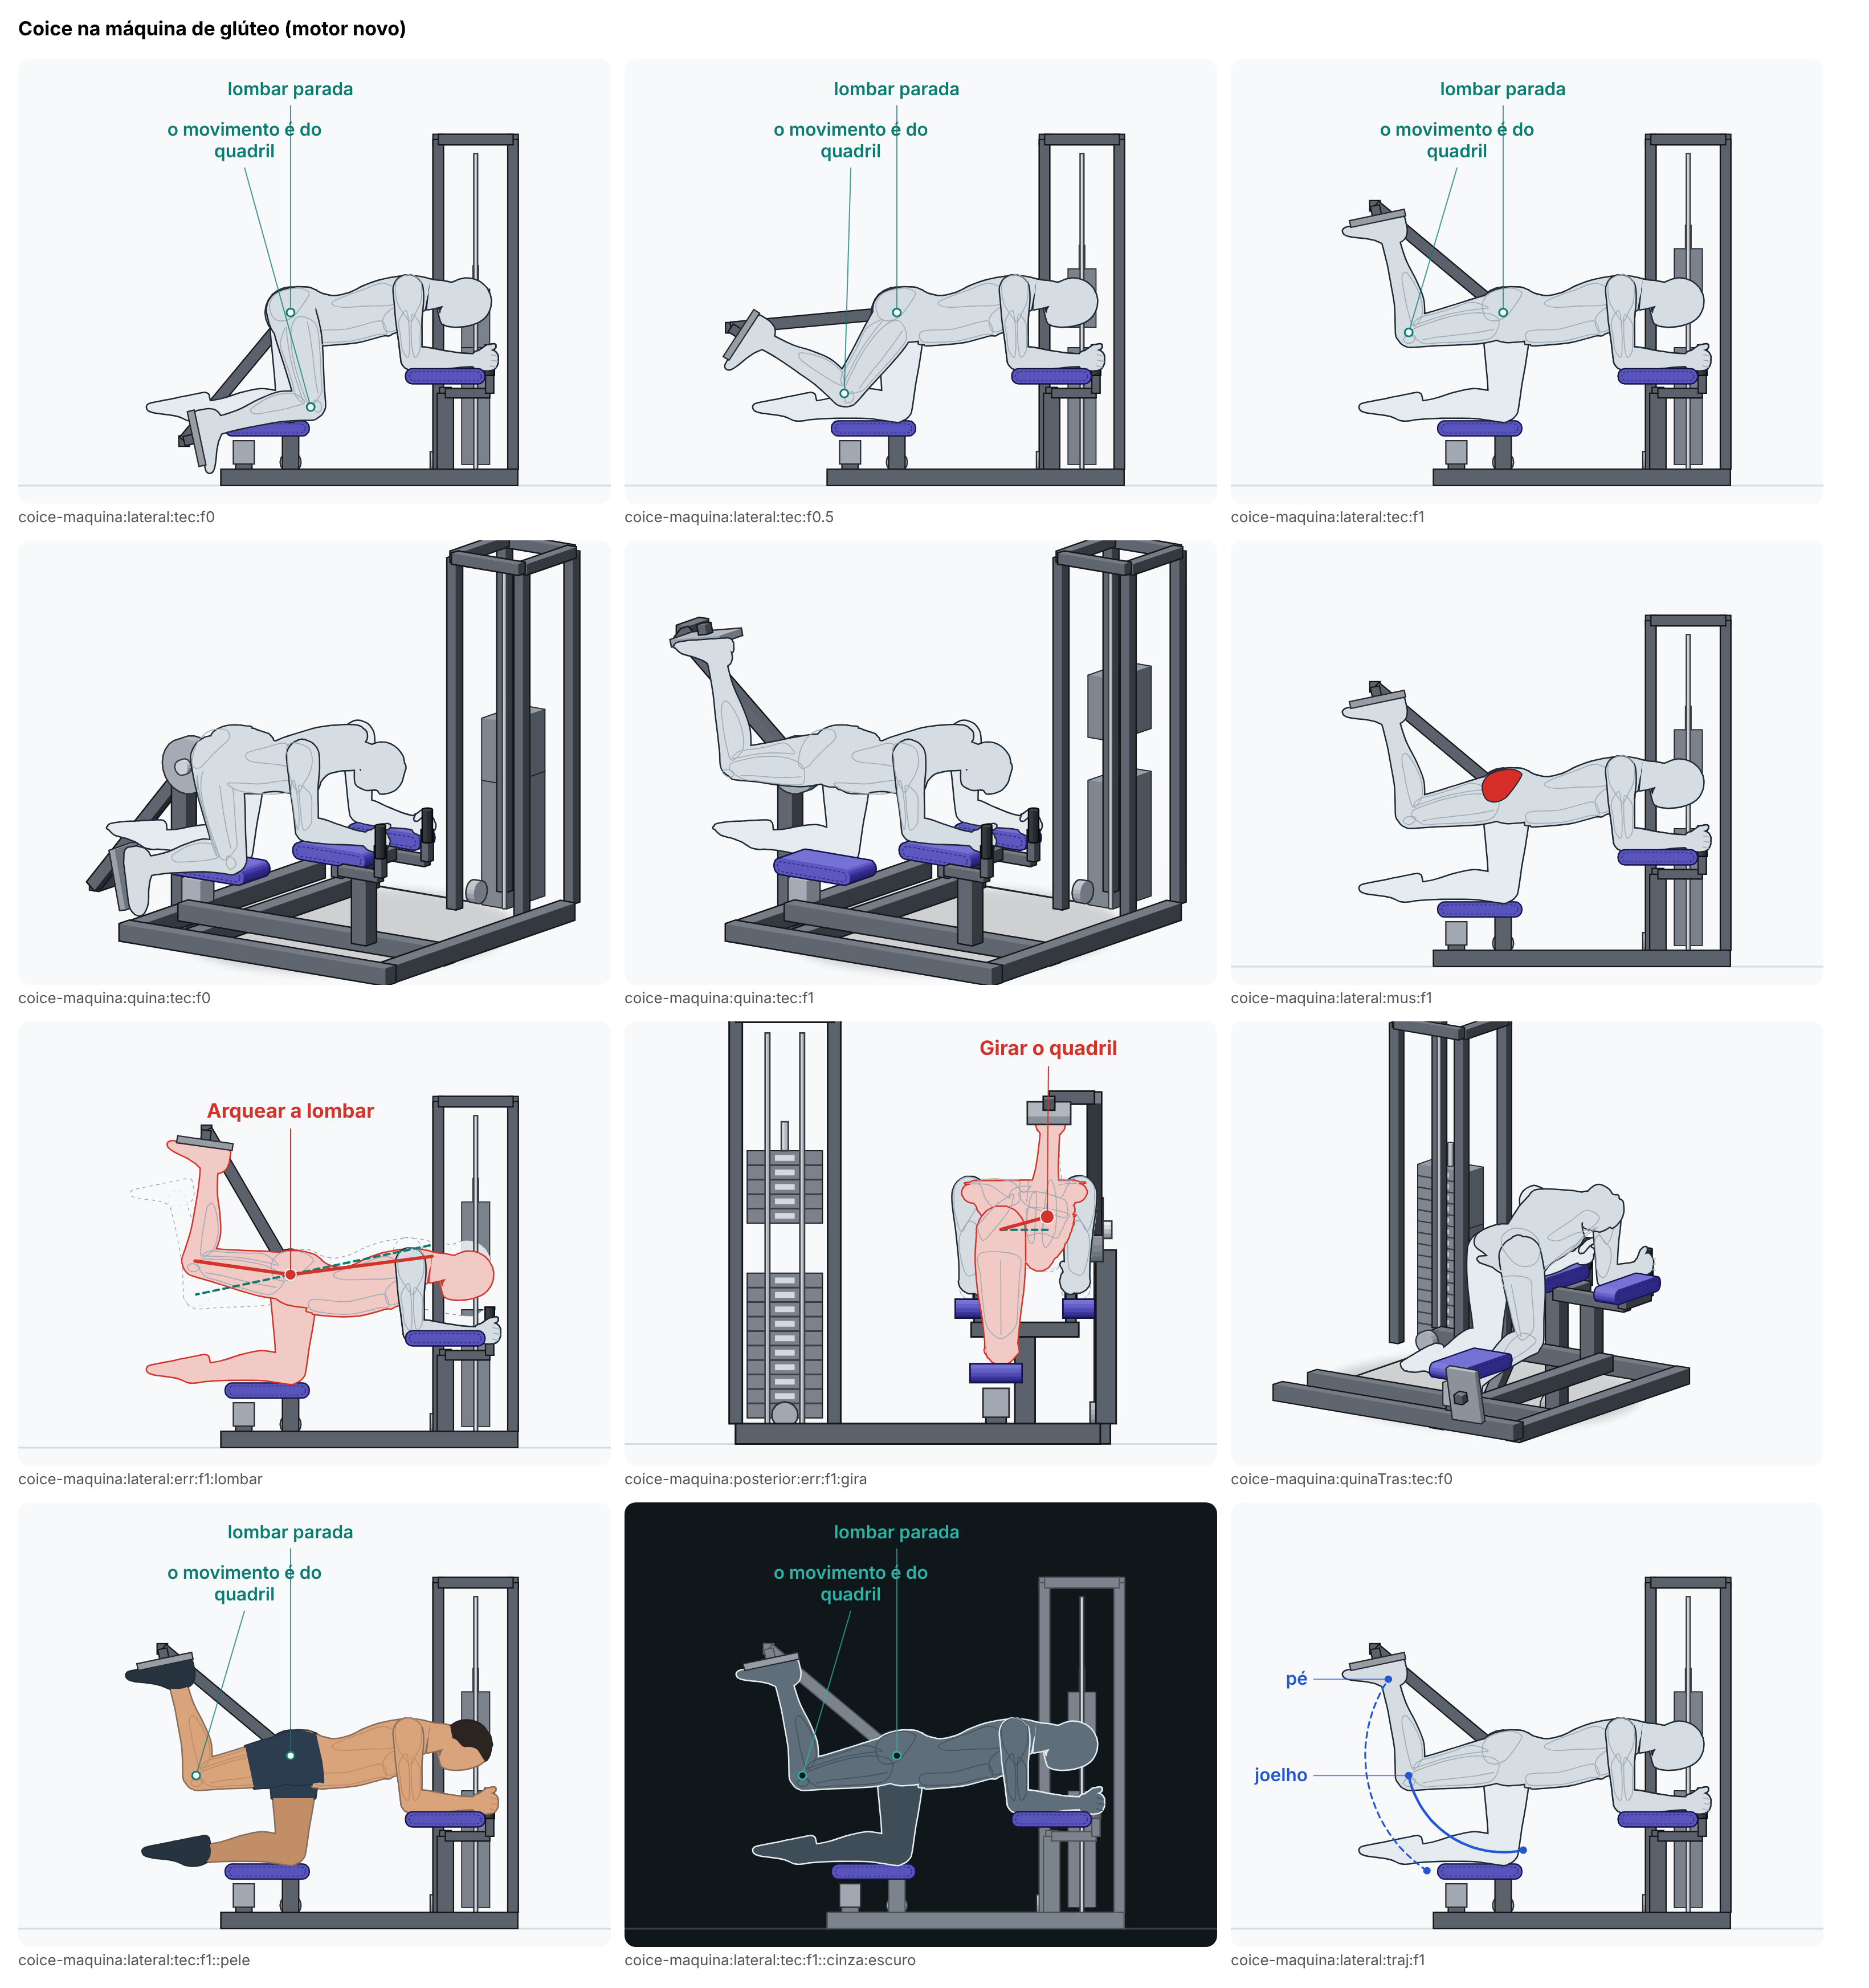 Coice na máquina de glúteo (motor novo)
lombar parada
o movimento é do
quadril
coice-maquina:lateral:tec:f0
lombar parada
o movimento é do
quadril
coice-maquina:lateral:tec:f0.5
lombar parada
o movimento é do
quadril
coice-maquina:lateral:tec:f1
coice-maquina:quina:tec:f0
coice-maquina:quina:tec:f1
coice-maquina:lateral:mus:f1
Arquear a lombar
coice-maquina:lateral:err:f1:lombar
Girar o quadril
coice-maquina:posterior:err:f1:gira
coice-maquina:quinaTras:tec:f0
lombar parada
o movimento é do
quadril
coice-maquina:lateral:tec:f1::pele
lombar parada
o movimento é do
quadril
coice-maquina:lateral:tec:f1::cinza:escuro
pé
joelho
coice-maquina:lateral:traj:f1